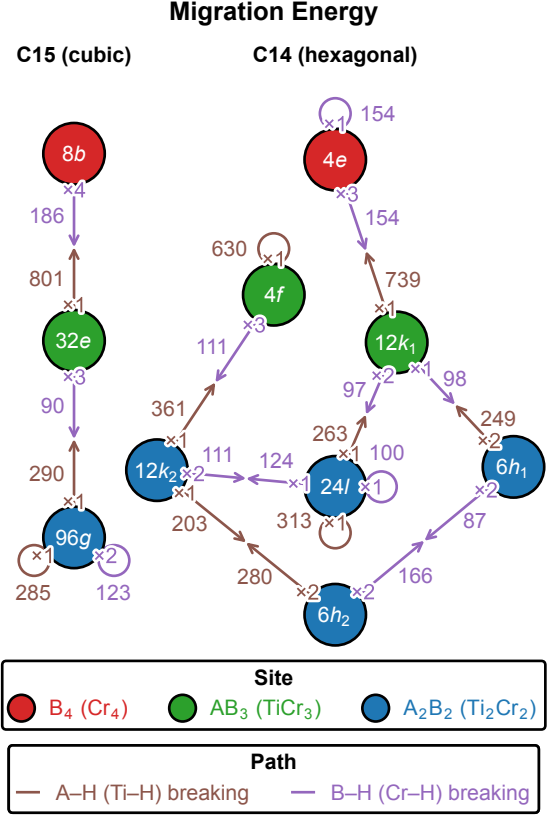 Migration Energy
C15 (cubic)
C14 (hexagonal)
154
×1
8b
4e
×4
×3
186
154
630
×1
801
4f
739
×1
×3
×1
32e
111
12k₁
×3
×2
×1
90
97
98
361
263
249
290
×1
111
124
×1
100
×2
12k₂
×2
×1
24l
×1
6h₁
×1
×1
203
313
×1
×2
96g
87
×1
×2
280
166
285
123
×2
×2
6h₂
Site
B₄ (Cr₄)
AB₃ (TiCr₃)
A₂B₂ (Ti₂Cr₂)
Path
A–H (Ti–H) breaking
B–H (Cr–H) breaking